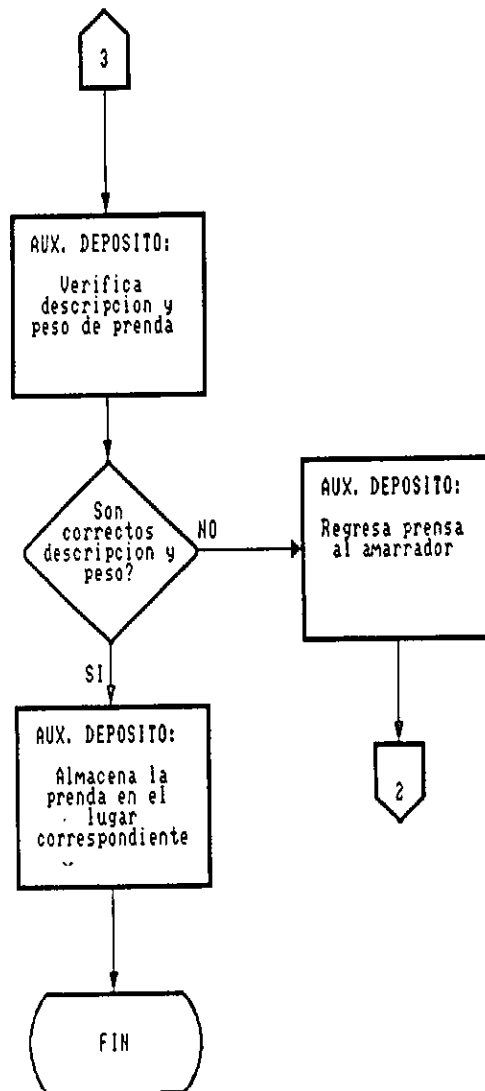 3
AUX. DEPOSITO:
Verifica
descripcion y
peso de prenda
Son
correctos
descripcion y
peso?
NO
AUX. DEPOSITO:
Regresa prensa
al amarrador
2
SI
AUX. DEPOSITO:
Almacena la
prenda en el
lugar
correspondiente
FIN